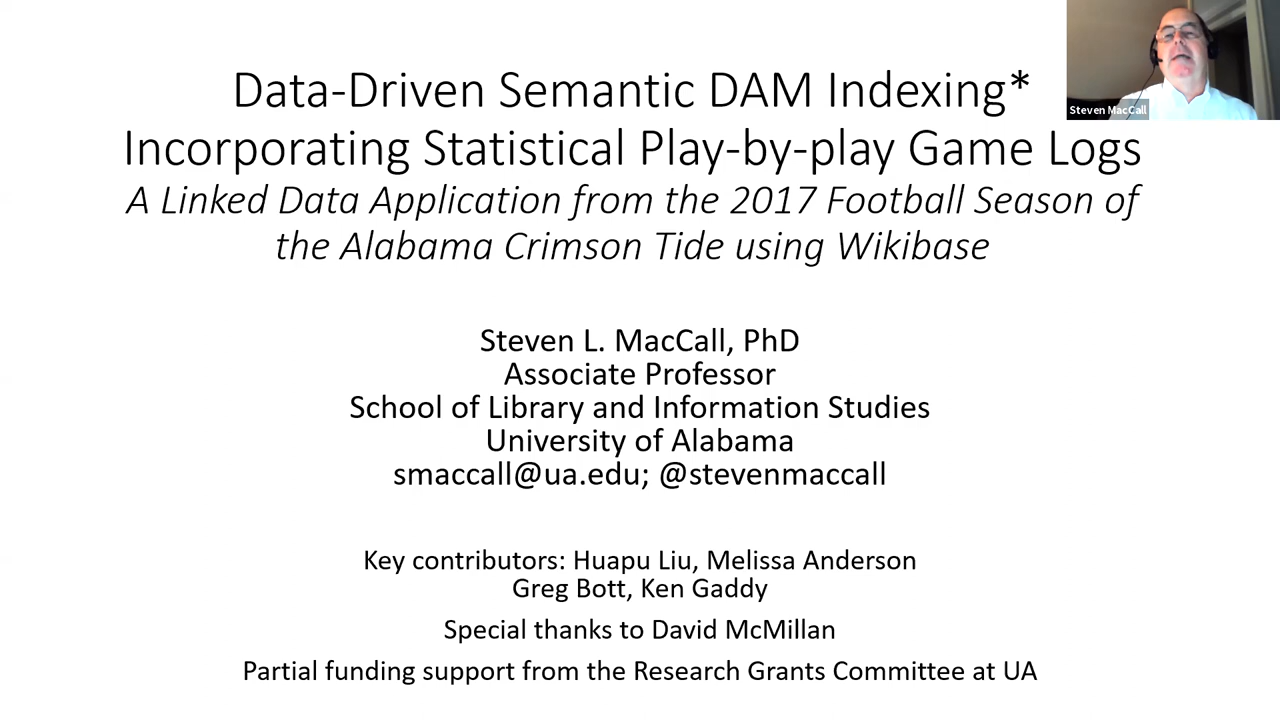 Data-Driven Semantic DAM Indexing*
Incorporating Statistical Play-by-play Game Logs
A Linked Data Application from the 2017 Football Season of
the Alabama Crimson Tide using Wikibase
Steven MacCall
Steven L. MacCall, PhD
Associate Professor
School of Library and Information Studies
University of Alabama
smaccall@ua.edu; @stevenmaccall
Key contributors: Huapu Liu, Melissa Anderson
Greg Bott, Ken Gaddy
Special thanks to David McMillan
Partial funding support from the Research Grants Committee at UA